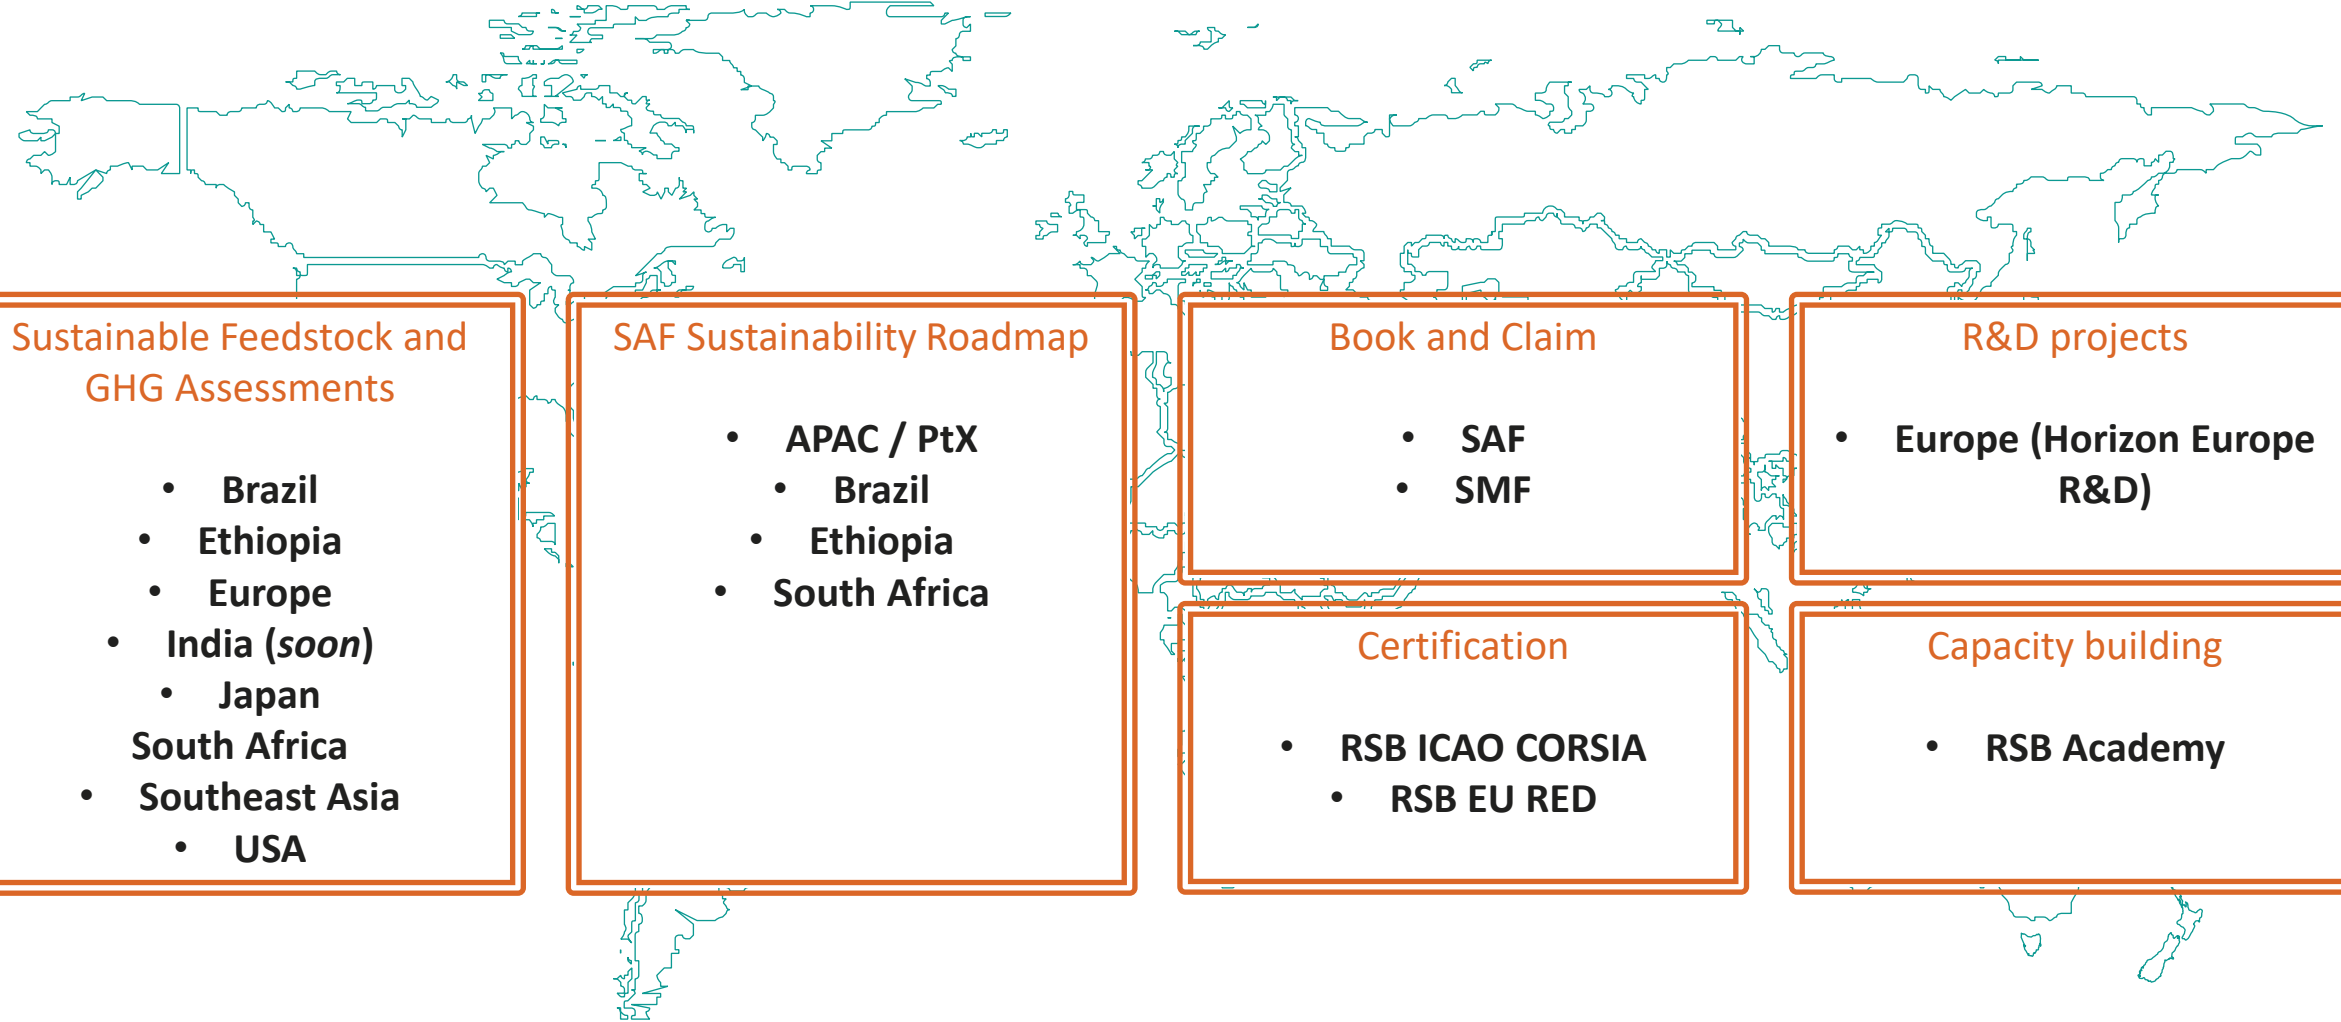 Sustainable Feedstock and
GHG Assessments
• Brazil
• Ethiopia
• Europe
• India (soon)
• Japan
South Africa
• Southeast Asia
• USA
SAF Sustainability Roadmap
• APAC / PtX
• Brazil
• Ethiopia
• South Africa
Book and Claim
• SAF
• SMF
Certification
• RSB ICAO CORSIA
• RSB EU RED
R&D projects
• Europe (Horizon Europe
R&D)
Capacity building
• RSB Academy